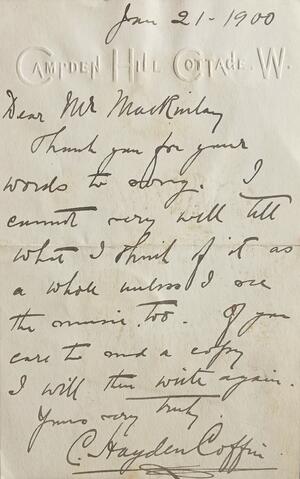 Jan 21 - 1900
CAMPDEN HILL COTTAGE. W.
Dear Mr MacKinlay
Thank you for your
words to song. I
cannot very well tell
what I think of it as
a whole unless I see
the music, too. If you
care to send a copy
I will then write again.
Yours very truly
C. Hayden Coffin